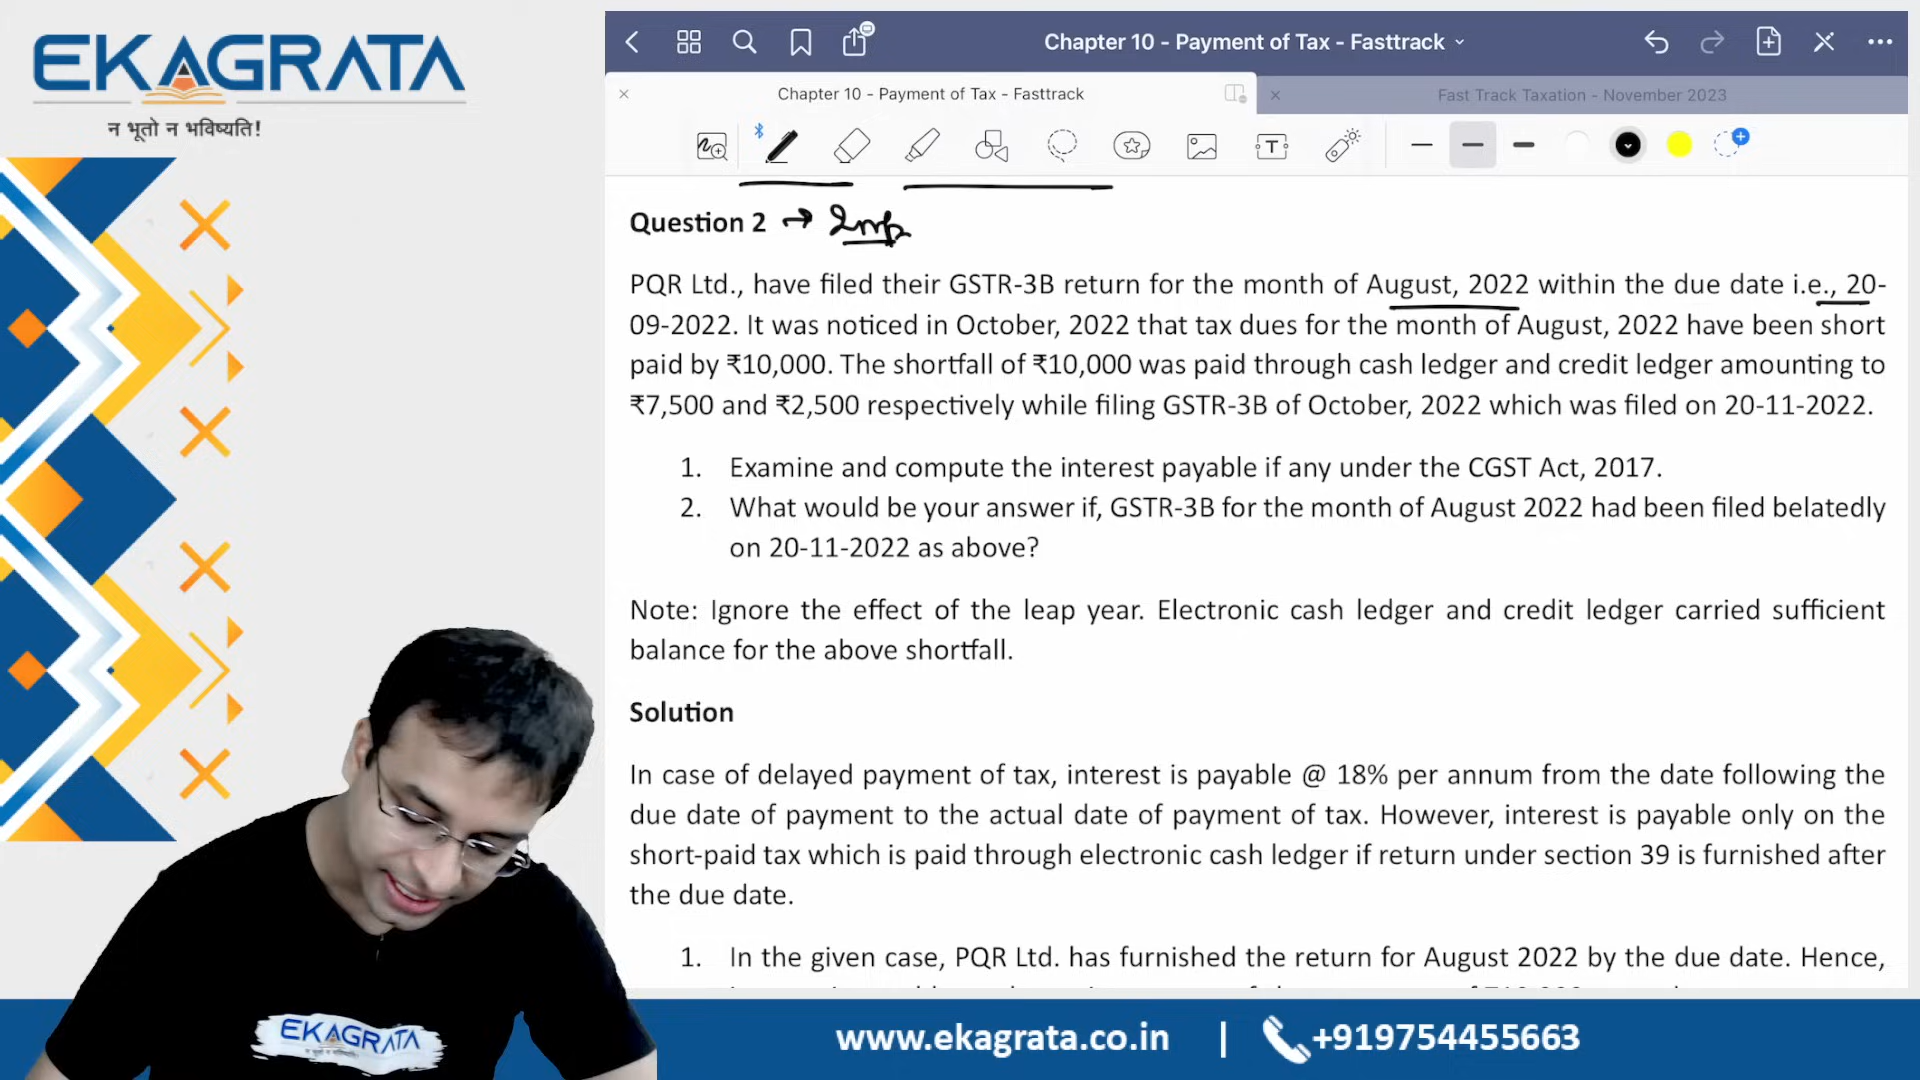 EKAGRATA
न भूतो न भविष्यति!
Chapter 10 - Payment of Tax - Fasttrack
Chapter 10 - Payment of Tax - Fasttrack
Fast Track Taxation - November 2023
Question 2 → Imp
PQR Ltd., have filed their GSTR-3B return for the month of August, 2022 within the due date i.e., 20-
09-2022. It was noticed in October, 2022 that tax dues for the month of August, 2022 have been short
paid by ₹10,000. The shortfall of ₹10,000 was paid through cash ledger and credit ledger amounting to
₹7,500 and ₹2,500 respectively while filing GSTR-3B of October, 2022 which was filed on 20-11-2022.
1. Examine and compute the interest payable if any under the CGST Act, 2017.
2. What would be your answer if, GSTR-3B for the month of August 2022 had been filed belatedly
on 20-11-2022 as above?
Note: Ignore the effect of the leap year. Electronic cash ledger and credit ledger carried sufficient
balance for the above shortfall.
Solution
In case of delayed payment of tax, interest is payable @ 18% per annum from the date following the
due date of payment to the actual date of payment of tax. However, interest is payable only on the
short-paid tax which is paid through electronic cash ledger if return under section 39 is furnished after
the due date.
1. In the given case, PQR Ltd. has furnished the return for August 2022 by the due date. Hence,
EKAGRATA
www.ekagrata.co.in | +919754455663